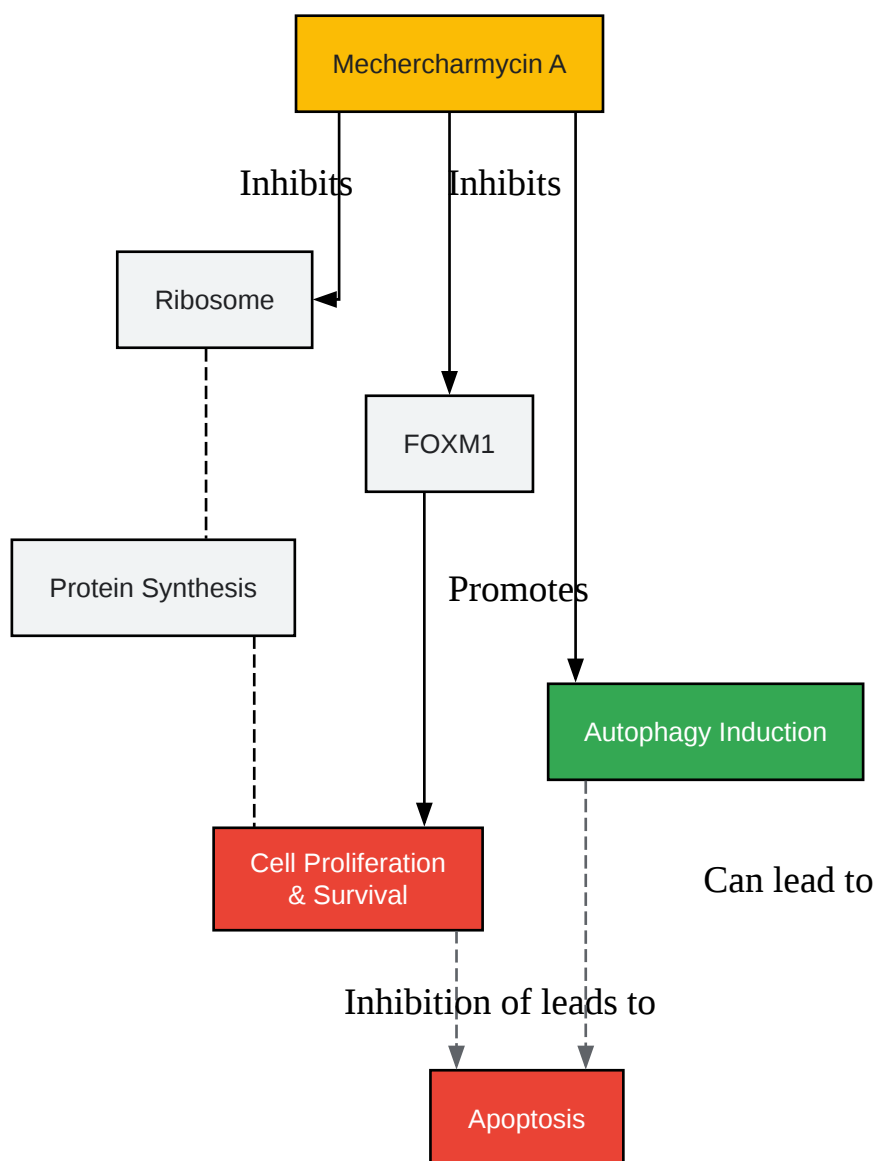 Mechercharmycin A
Inhibits
Inhibits
Ribosome
FOXM1
Protein Synthesis
Promotes
Autophagy Induction
Cell Proliferation
& Survival
Can lead to
Inhibition of leads to
Apoptosis